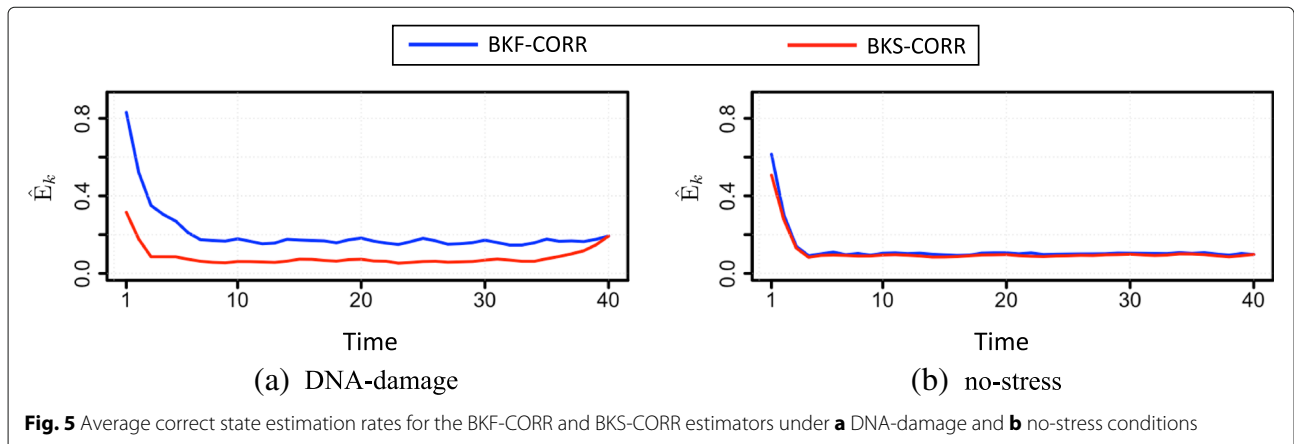 BKF-CORR BKS-CORR
Ê_k
0.8
0.4
0.0
1 10 20 30 40
Time
(a) DNA-damage
Ê_k
0.8
0.4
0.0
1 10 20 30 40
Time
(b) no-stress
Fig. 5 Average correct state estimation rates for the BKF-CORR and BKS-CORR estimators under a DNA-damage and b no-stress conditions